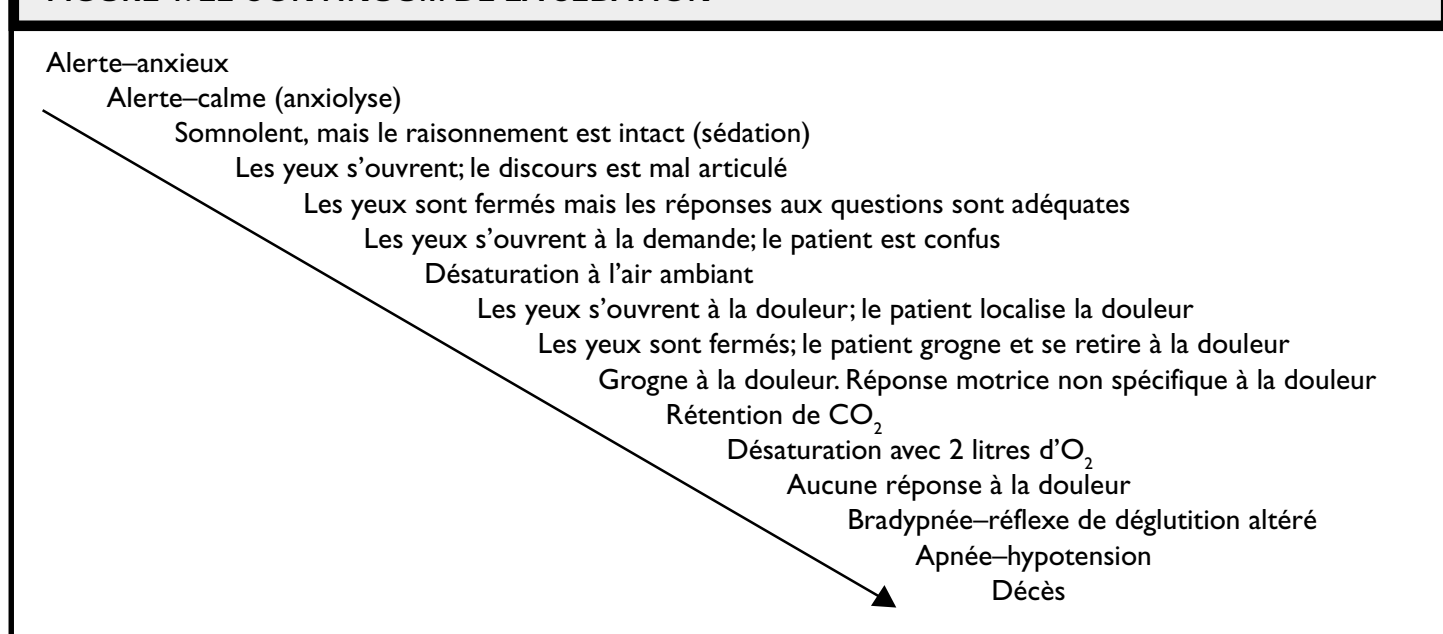 Alerte–anxieux
Alerte–calme (anxiolyse)
Somnolent, mais le raisonnement est intact (sédation)
Les yeux s’ouvrent; le discours est mal articulé
Les yeux sont fermés mais les réponses aux questions sont adéquates
Les yeux s’ouvrent à la demande; le patient est confus
Désaturation à l’air ambiant
Les yeux s’ouvrent à la douleur; le patient localise la douleur
Les yeux sont fermés; le patient grogne et se retire à la douleur
Grogne à la douleur. Réponse motrice non spécifique à la douleur
Rétention de CO₂
Désaturation avec 2 litres d’O₂
Aucune réponse à la douleur
Bradypnée–réflexe de déglutition altéré
Apnée–hypotension
Décès